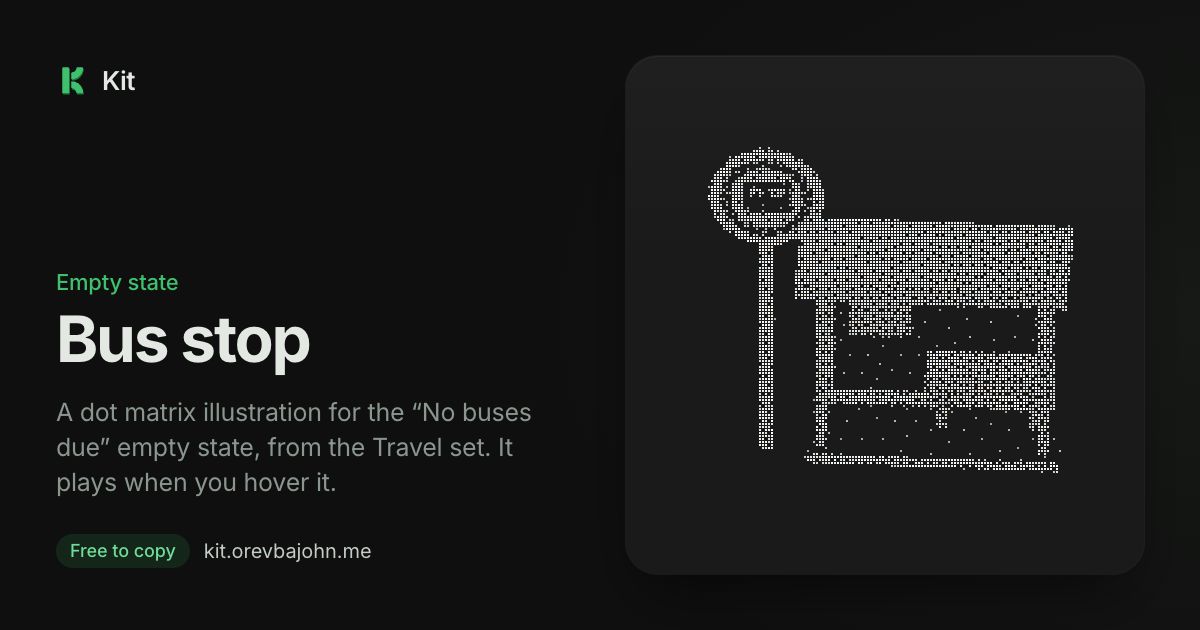 Kit
Empty state
Bus stop
A dot matrix illustration for the “No buses
due” empty state, from the Travel set. It
plays when you hover it.
Free to copy
kit.orevbajohn.me